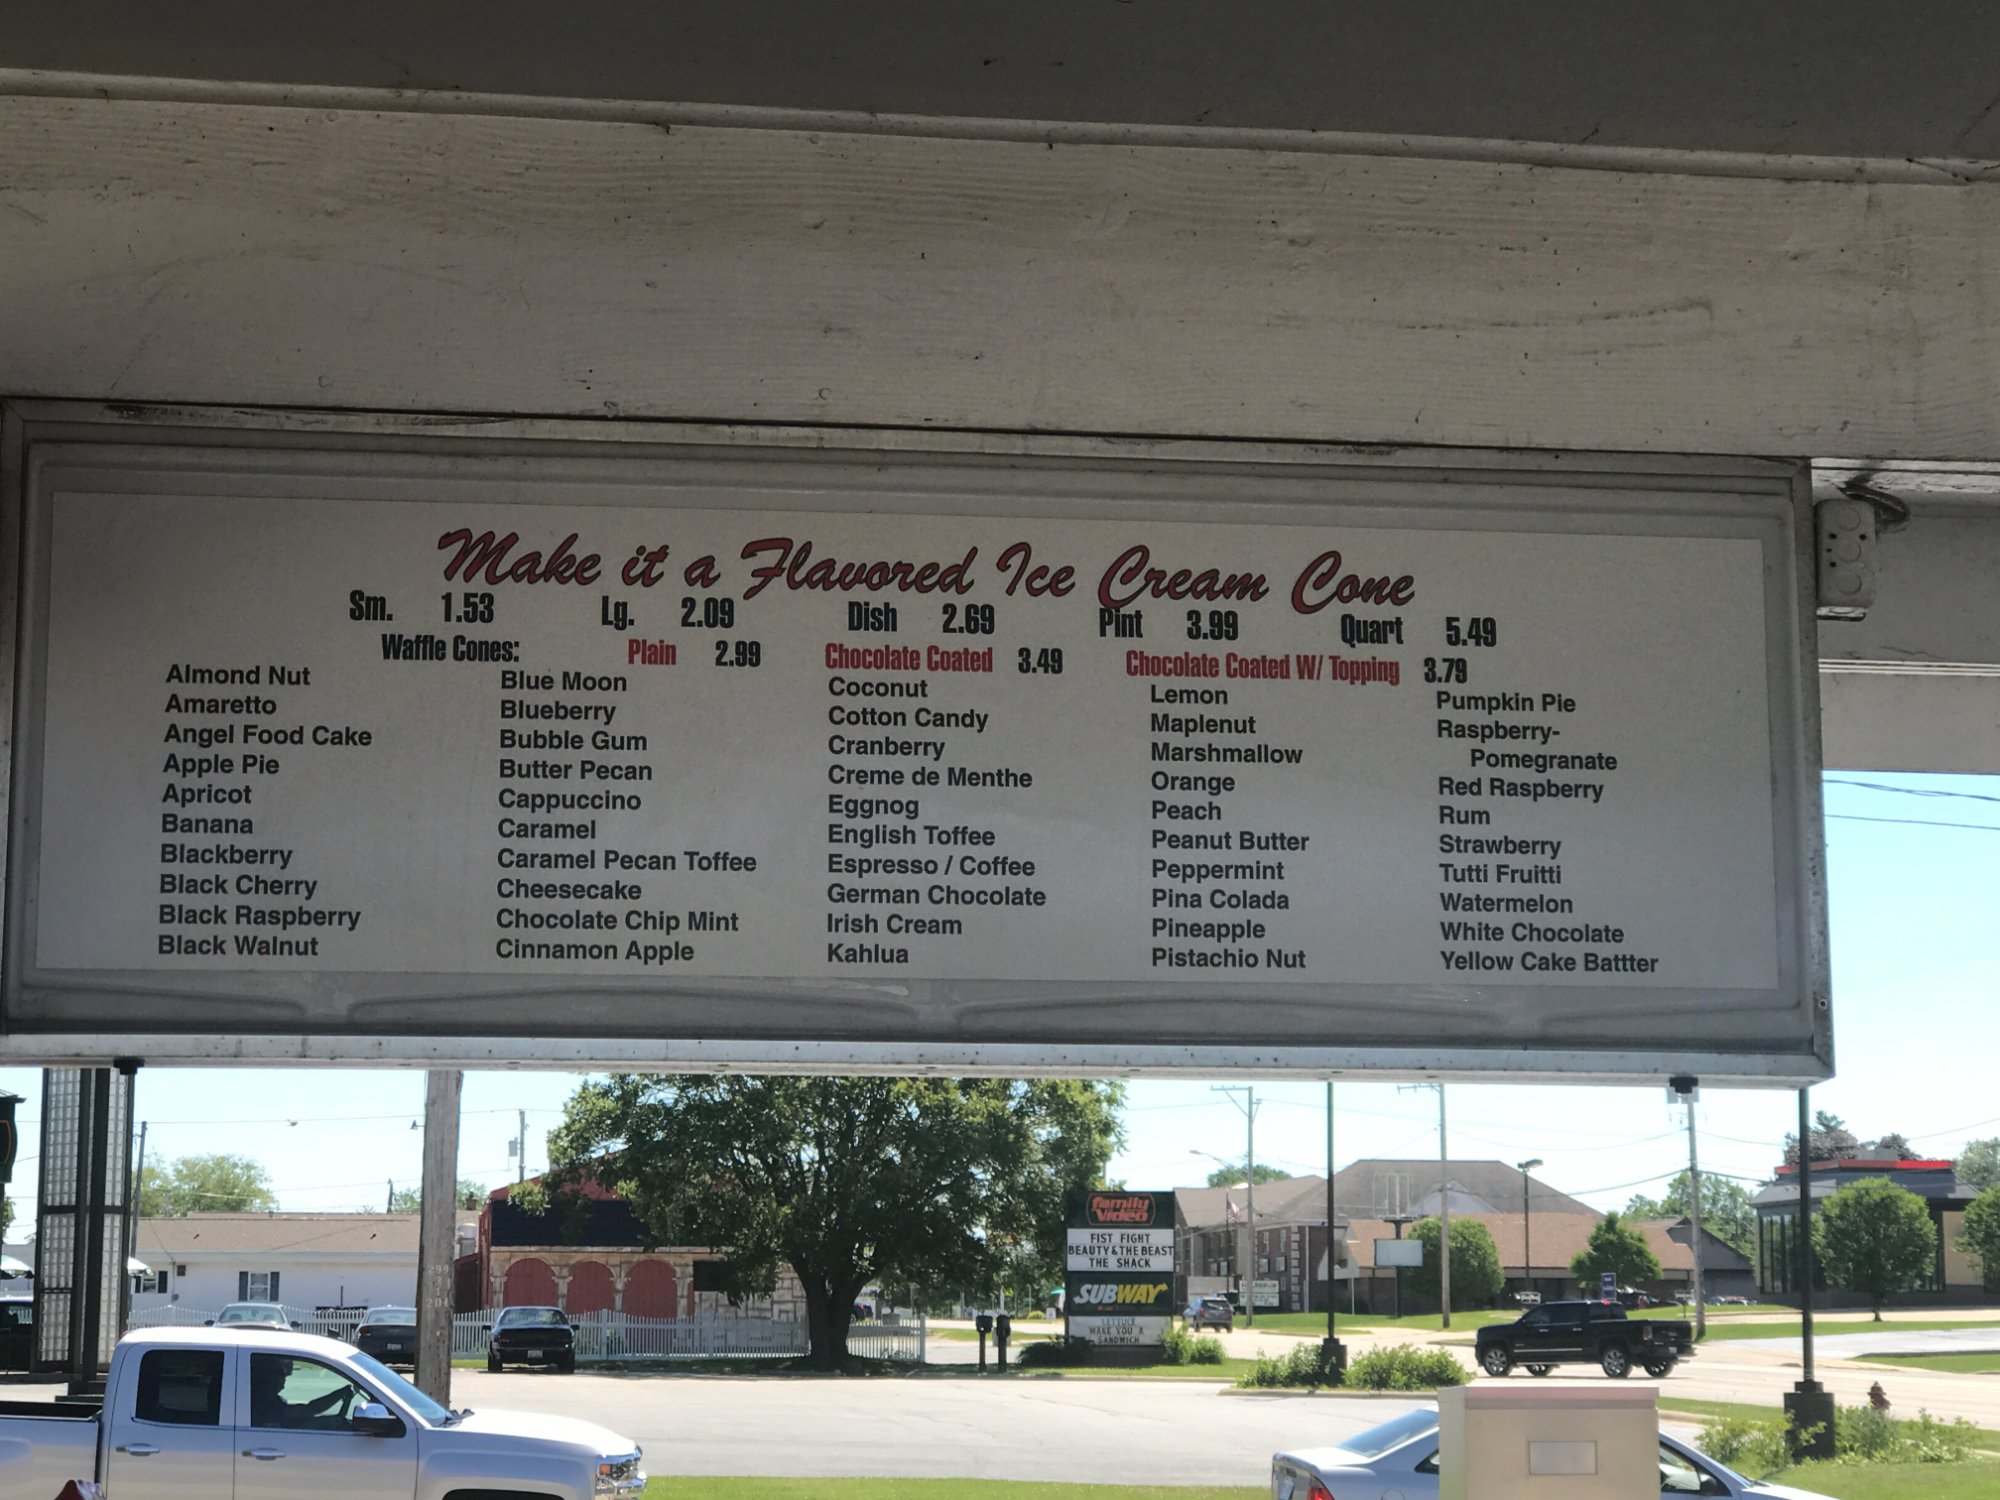 Make it a Flavored Ice Cream Cone
Sm. 1.53 Lg. 2.09 Dish 2.69 Pint 3.99 Quart 5.49
Waffle Cones: Plain 2.99 Chocolate Coated 3.49 Chocolate Coated W/ Topping 3.79
Almond Nut
Amaretto
Angel Food Cake
Apple Pie
Apricot
Banana
Blackberry
Black Cherry
Black Raspberry
Black Walnut
Blue Moon
Blueberry
Bubble Gum
Butter Pecan
Cappuccino
Caramel
Caramel Pecan Toffee
Cheesecake
Chocolate Chip Mint
Cinnamon Apple
Coconut
Cotton Candy
Cranberry
Creme de Menthe
Eggnog
English Toffee
Espresso / Coffee
German Chocolate
Irish Cream
Kahlua
Lemon
Maplenut
Marshmallow
Orange
Peach
Peanut Butter
Peppermint
Pina Colada
Pineapple
Pistachio Nut
Pumpkin Pie
Raspberry-
Pomegranate
Red Raspberry
Rum
Strawberry
Tutti Fruitti
Watermelon
White Chocolate
Yellow Cake Battter
family
Video
FIST FIGHT
BEAUTY & THE BEAST
THE SHACK
SUBWAY
LETTUCE
MAKE YOU A
SANDWICH